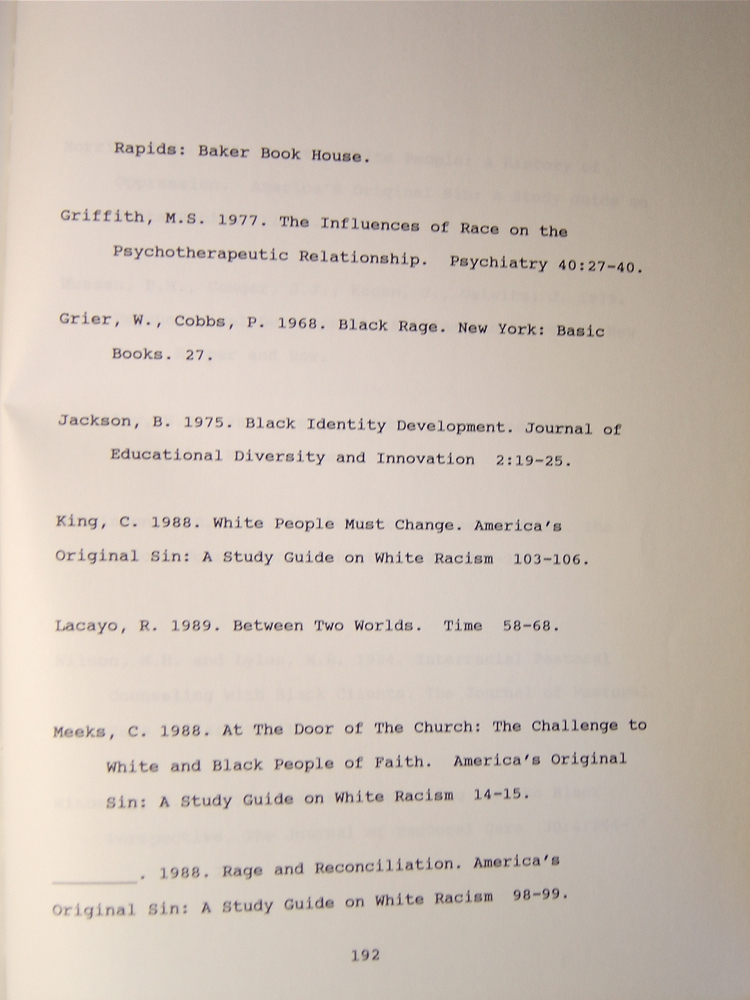 Rapids: Baker Book House.
Griffith, M.S. 1977. The Influences of Race on the
Psychotherapeutic Relationship. Psychiatry 40:27-40.
Grier, W., Cobbs, P. 1968. Black Rage. New York: Basic
Books. 27.
Jackson, B. 1975. Black Identity Development. Journal of
Educational Diversity and Innovation 2:19-25.
King, C. 1988. White People Must Change. America's
Original Sin: A Study Guide on White Racism 103-106.
Lacayo, R. 1989. Between Two Worlds. Time 58-68.
Meeks, C. 1988. At The Door of The Church: The Challenge to
White and Black People of Faith. America's Original
Sin: A Study Guide on White Racism 14-15.
________. 1988. Rage and Reconciliation. America's
Original Sin: A Study Guide on White Racism 98-99.
192